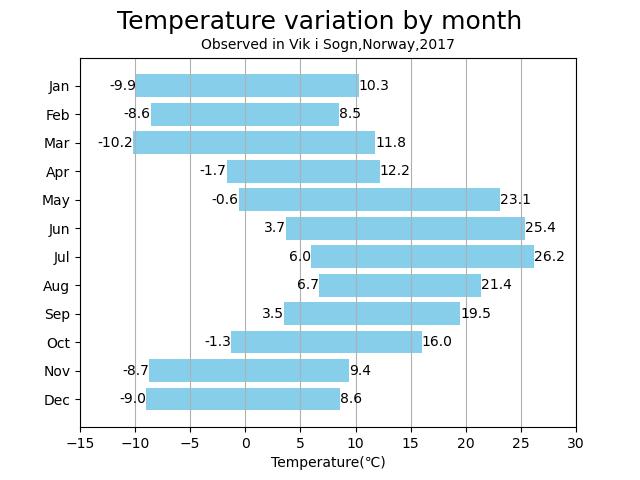 Temperature variation by month
Observed in Vik i Sogn,Norway,2017
Jan -9.9 10.3
Feb -8.6 8.5
Mar -10.2 11.8
Apr -1.7 12.2
May -0.6 23.1
Jun 3.7 25.4
Jul 6.0 26.2
Aug 6.7 21.4
Sep 3.5 19.5
Oct -1.3 16.0
Nov -8.7 9.4
Dec -9.0 8.6
−15 −10 −5 0 5 10 15 20 25 30
Temperature(℃)